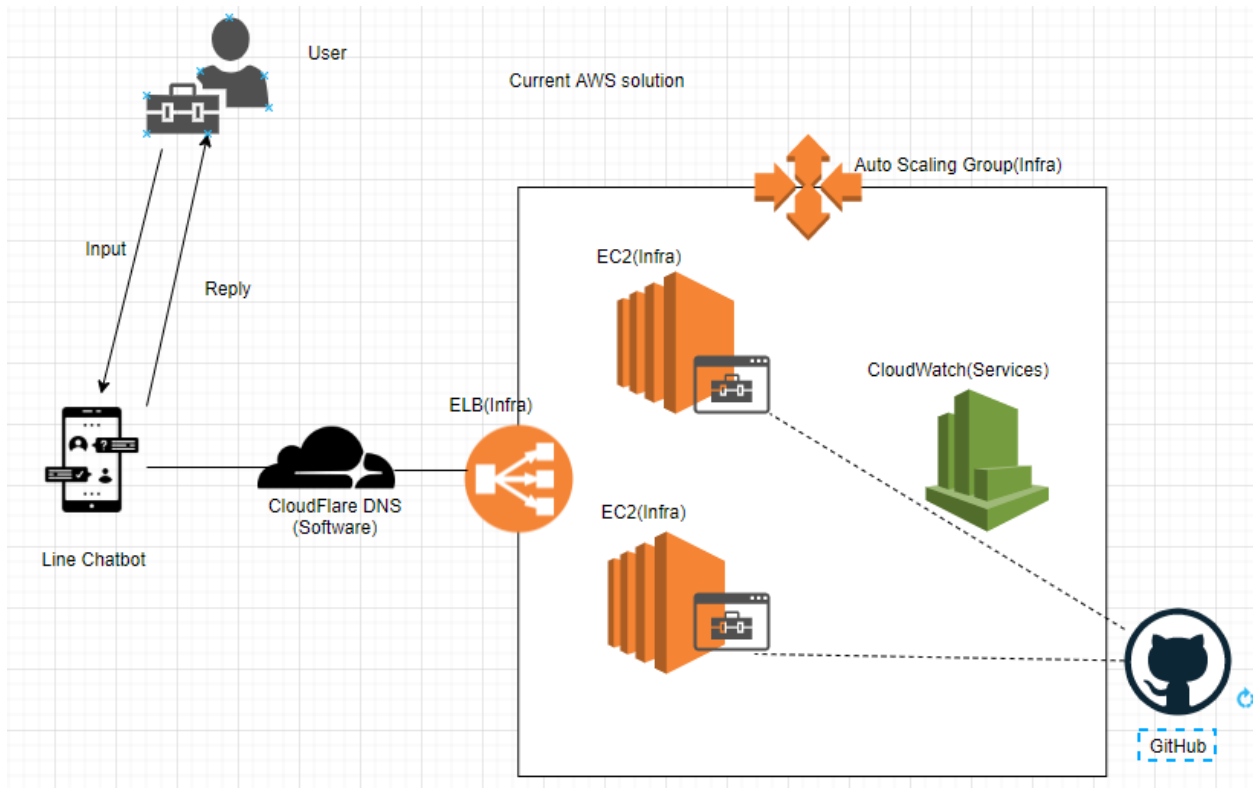 User
Current AWS solution
Auto Scaling Group(Infra)
Input
EC2(Infra)
Reply
CloudWatch(Services)
ELB(Infra)
CloudFlare DNS
(Software)
EC2(Infra)
Line Chatbot
GitHub